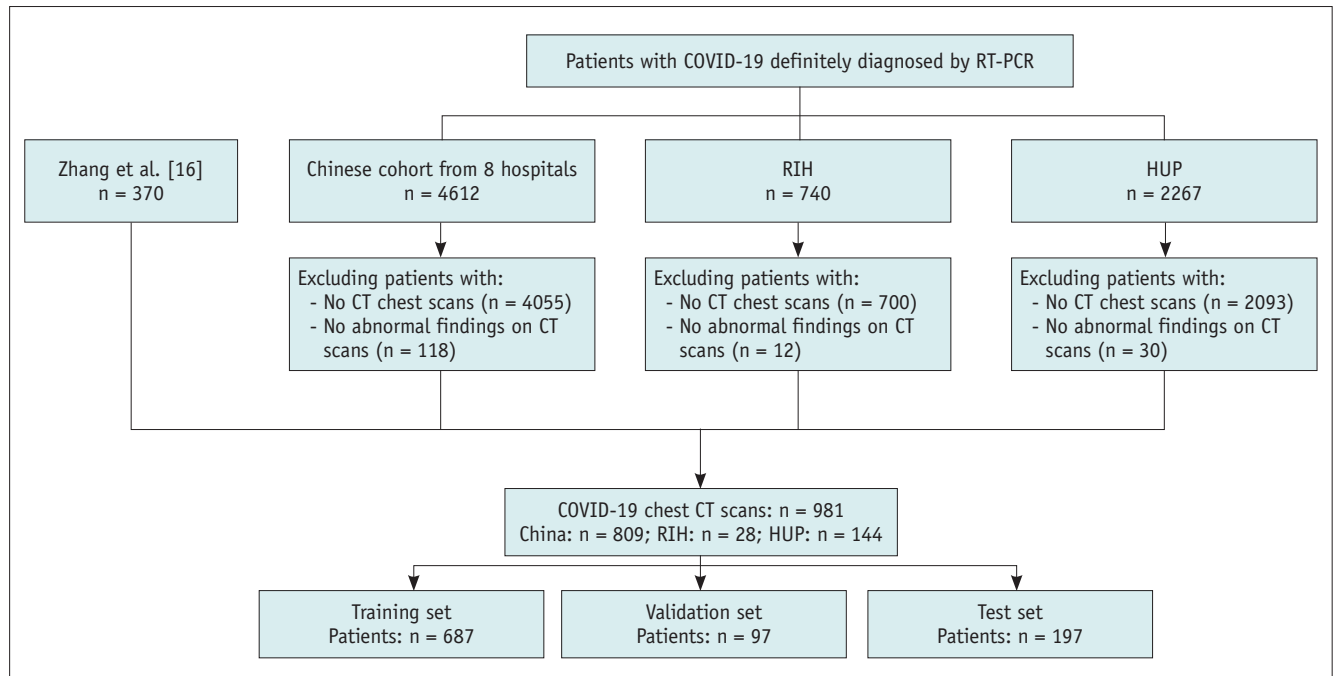 Patients with COVID-19 definitely diagnosed by RT-PCR
Zhang et al. [16]
n = 370
Chinese cohort from 8 hospitals
n = 4612
RIH
n = 740
HUP
n = 2267
Excluding patients with:
- No CT chest scans (n = 4055)
- No abnormal findings on CT
scans (n = 118)
Excluding patients with:
- No CT chest scans (n = 700)
- No abnormal findings on CT
scans (n = 12)
Excluding patients with:
- No CT chest scans (n = 2093)
- No abnormal findings on CT
scans (n = 30)
COVID-19 chest CT scans: n = 981
China: n = 809; RIH: n = 28; HUP: n = 144
Training set
Patients: n = 687
Validation set
Patients: n = 97
Test set
Patients: n = 197